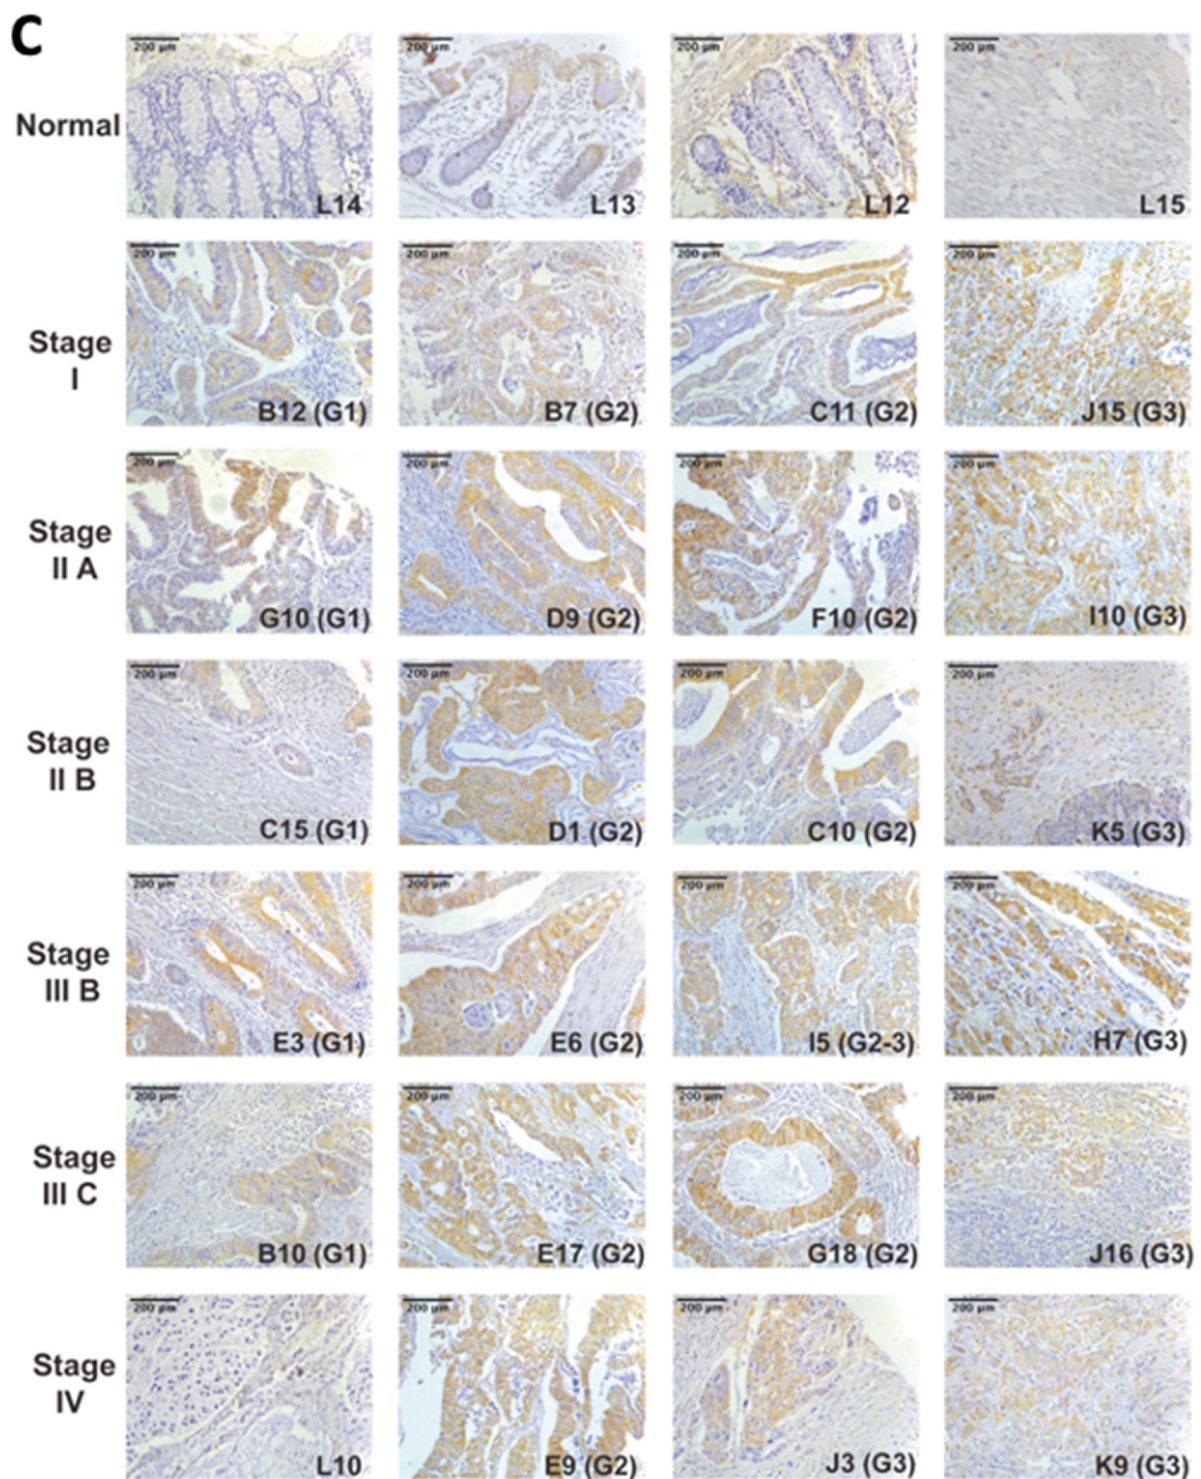 C
Normal
200 µm
200 µm
200 µm
200 µm
L14
L13
L12
L15
Stage
I
200 µm
200 µm
200 µm
200 µm
B12 (G1)
B7 (G2)
C11 (G2)
J15 (G3)
Stage
II A
200 µm
200 µm
200 µm
200 µm
G10 (G1)
D9 (G2)
F10 (G2)
I10 (G3)
Stage
II B
200 µm
200 µm
200 µm
200 µm
C15 (G1)
D1 (G2)
C10 (G2)
K5 (G3)
Stage
III B
200 µm
200 µm
200 µm
200 µm
E3 (G1)
E6 (G2)
I5 (G2-3)
H7 (G3)
Stage
III C
200 µm
200 µm
200 µm
200 µm
B10 (G1)
E17 (G2)
G18 (G2)
J16 (G3)
Stage
IV
200 µm
200 µm
200 µm
200 µm
L10
E9 (G2)
J3 (G3)
K9 (G3)